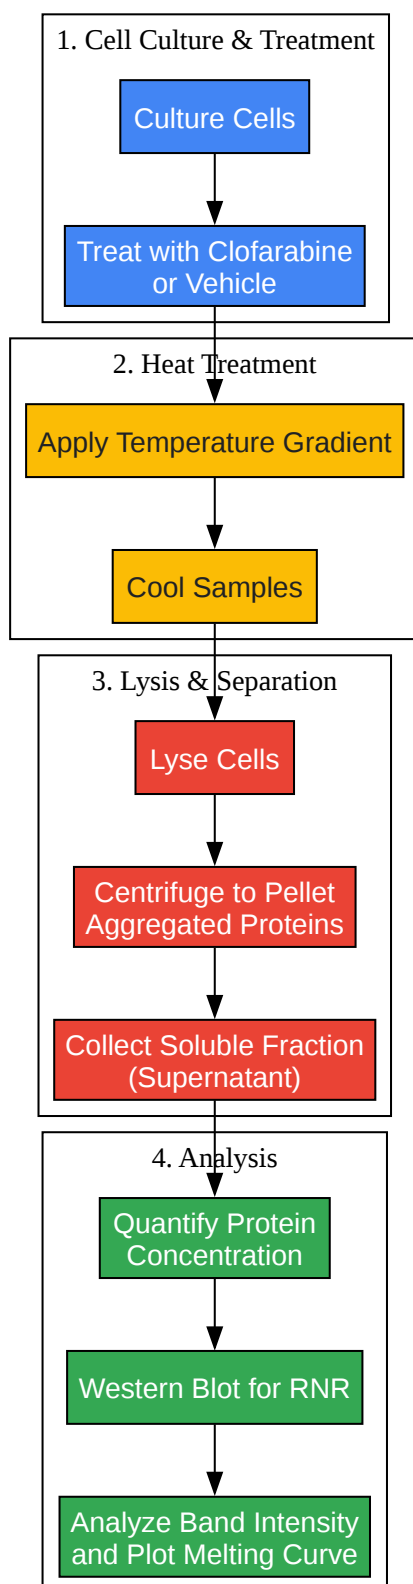 1. Cell Culture & Treatment
Culture Cells
Treat with Clofarabine
or Vehicle
2. Heat Treatment
Apply Temperature Gradient
Cool Samples
3. Lysis & Separation
Lyse Cells
Centrifuge to Pellet
Aggregated Proteins
Collect Soluble Fraction
(Supernatant)
4. Analysis
Quantify Protein
Concentration
Western Blot for RNR
Analyze Band Intensity
and Plot Melting Curve